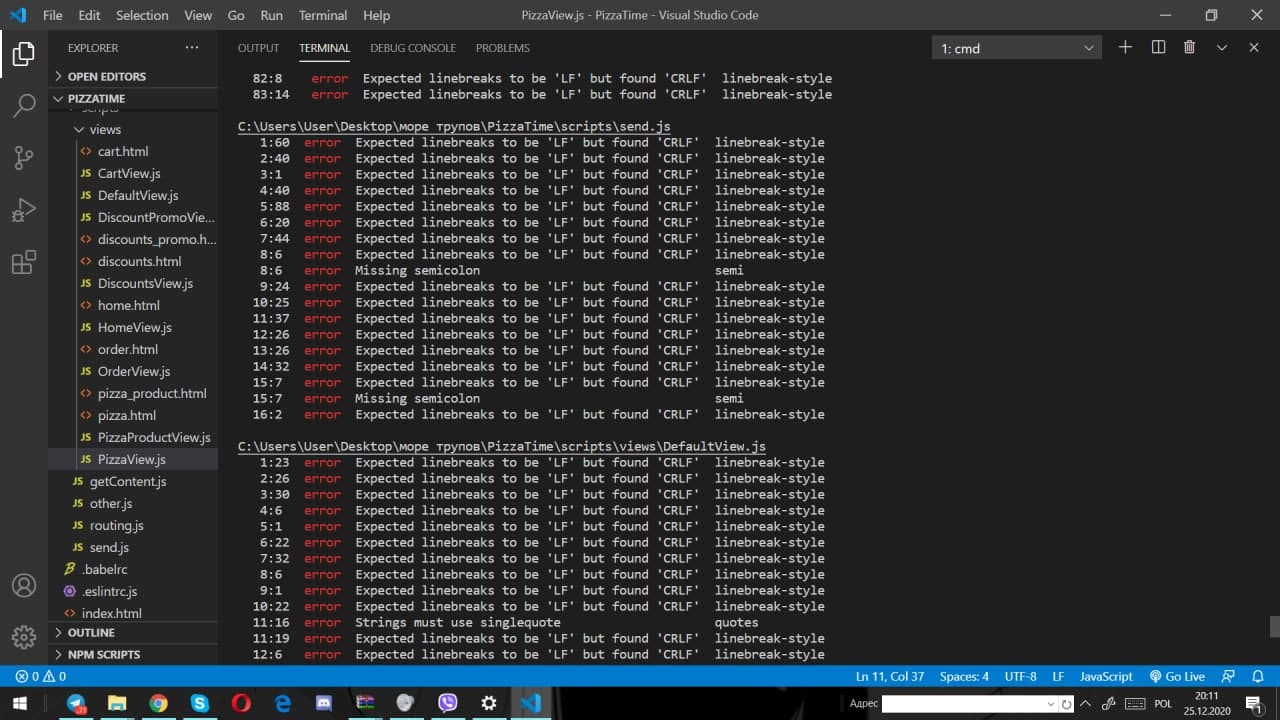 File Edit Selection View Go Run Terminal Help PizzaView.js - PizzaTime - Visual Studio Code
EXPLORER
OPEN EDITORS
PIZZATIME
scripts
views
cart.html
CartView.js
DefaultView.js
DiscountPromoVie...
discounts_promo.h...
discounts.html
DiscountsView.js
home.html
HomeView.js
order.html
OrderView.js
pizza_product.html
pizza.html
PizzaProductView.js
PizzaView.js
getContent.js
other.js
routing.js
send.js
.babelrc
.eslintrc.js
index.html
OUTLINE
NPM SCRIPTS
OUTPUT TERMINAL DEBUG CONSOLE PROBLEMS 1: cmd
82:8 error Expected linebreaks to be 'LF' but found 'CRLF' linebreak-style
83:14 error Expected linebreaks to be 'LF' but found 'CRLF' linebreak-style
C:\Users\User\Desktop\море трупов\PizzaTime\scripts\send.js
1:60 error Expected linebreaks to be 'LF' but found 'CRLF' linebreak-style
2:40 error Expected linebreaks to be 'LF' but found 'CRLF' linebreak-style
3:1 error Expected linebreaks to be 'LF' but found 'CRLF' linebreak-style
4:40 error Expected linebreaks to be 'LF' but found 'CRLF' linebreak-style
5:88 error Expected linebreaks to be 'LF' but found 'CRLF' linebreak-style
6:20 error Expected linebreaks to be 'LF' but found 'CRLF' linebreak-style
7:44 error Expected linebreaks to be 'LF' but found 'CRLF' linebreak-style
8:6 error Expected linebreaks to be 'LF' but found 'CRLF' linebreak-style
8:6 error Missing semicolon semi
9:24 error Expected linebreaks to be 'LF' but found 'CRLF' linebreak-style
10:25 error Expected linebreaks to be 'LF' but found 'CRLF' linebreak-style
11:37 error Expected linebreaks to be 'LF' but found 'CRLF' linebreak-style
12:26 error Expected linebreaks to be 'LF' but found 'CRLF' linebreak-style
13:26 error Expected linebreaks to be 'LF' but found 'CRLF' linebreak-style
14:32 error Expected linebreaks to be 'LF' but found 'CRLF' linebreak-style
15:7 error Expected linebreaks to be 'LF' but found 'CRLF' linebreak-style
15:7 error Missing semicolon semi
16:2 error Expected linebreaks to be 'LF' but found 'CRLF' linebreak-style
C:\Users\User\Desktop\море трупов\PizzaTime\scripts\views\DefaultView.js
1:23 error Expected linebreaks to be 'LF' but found 'CRLF' linebreak-style
2:26 error Expected linebreaks to be 'LF' but found 'CRLF' linebreak-style
3:30 error Expected linebreaks to be 'LF' but found 'CRLF' linebreak-style
4:6 error Expected linebreaks to be 'LF' but found 'CRLF' linebreak-style
5:1 error Expected linebreaks to be 'LF' but found 'CRLF' linebreak-style
6:22 error Expected linebreaks to be 'LF' but found 'CRLF' linebreak-style
7:32 error Expected linebreaks to be 'LF' but found 'CRLF' linebreak-style
8:6 error Expected linebreaks to be 'LF' but found 'CRLF' linebreak-style
9:1 error Expected linebreaks to be 'LF' but found 'CRLF' linebreak-style
10:22 error Expected linebreaks to be 'LF' but found 'CRLF' linebreak-style
11:16 error Strings must use singlequote quotes
11:19 error Expected linebreaks to be 'LF' but found 'CRLF' linebreak-style
12:6 error Expected linebreaks to be 'LF' but found 'CRLF' linebreak-style
0 0 Ln 11, Col 37 Spaces: 4 UTF-8 LF JavaScript Go Live
Адрес POL 20:11
25.12.2020 1